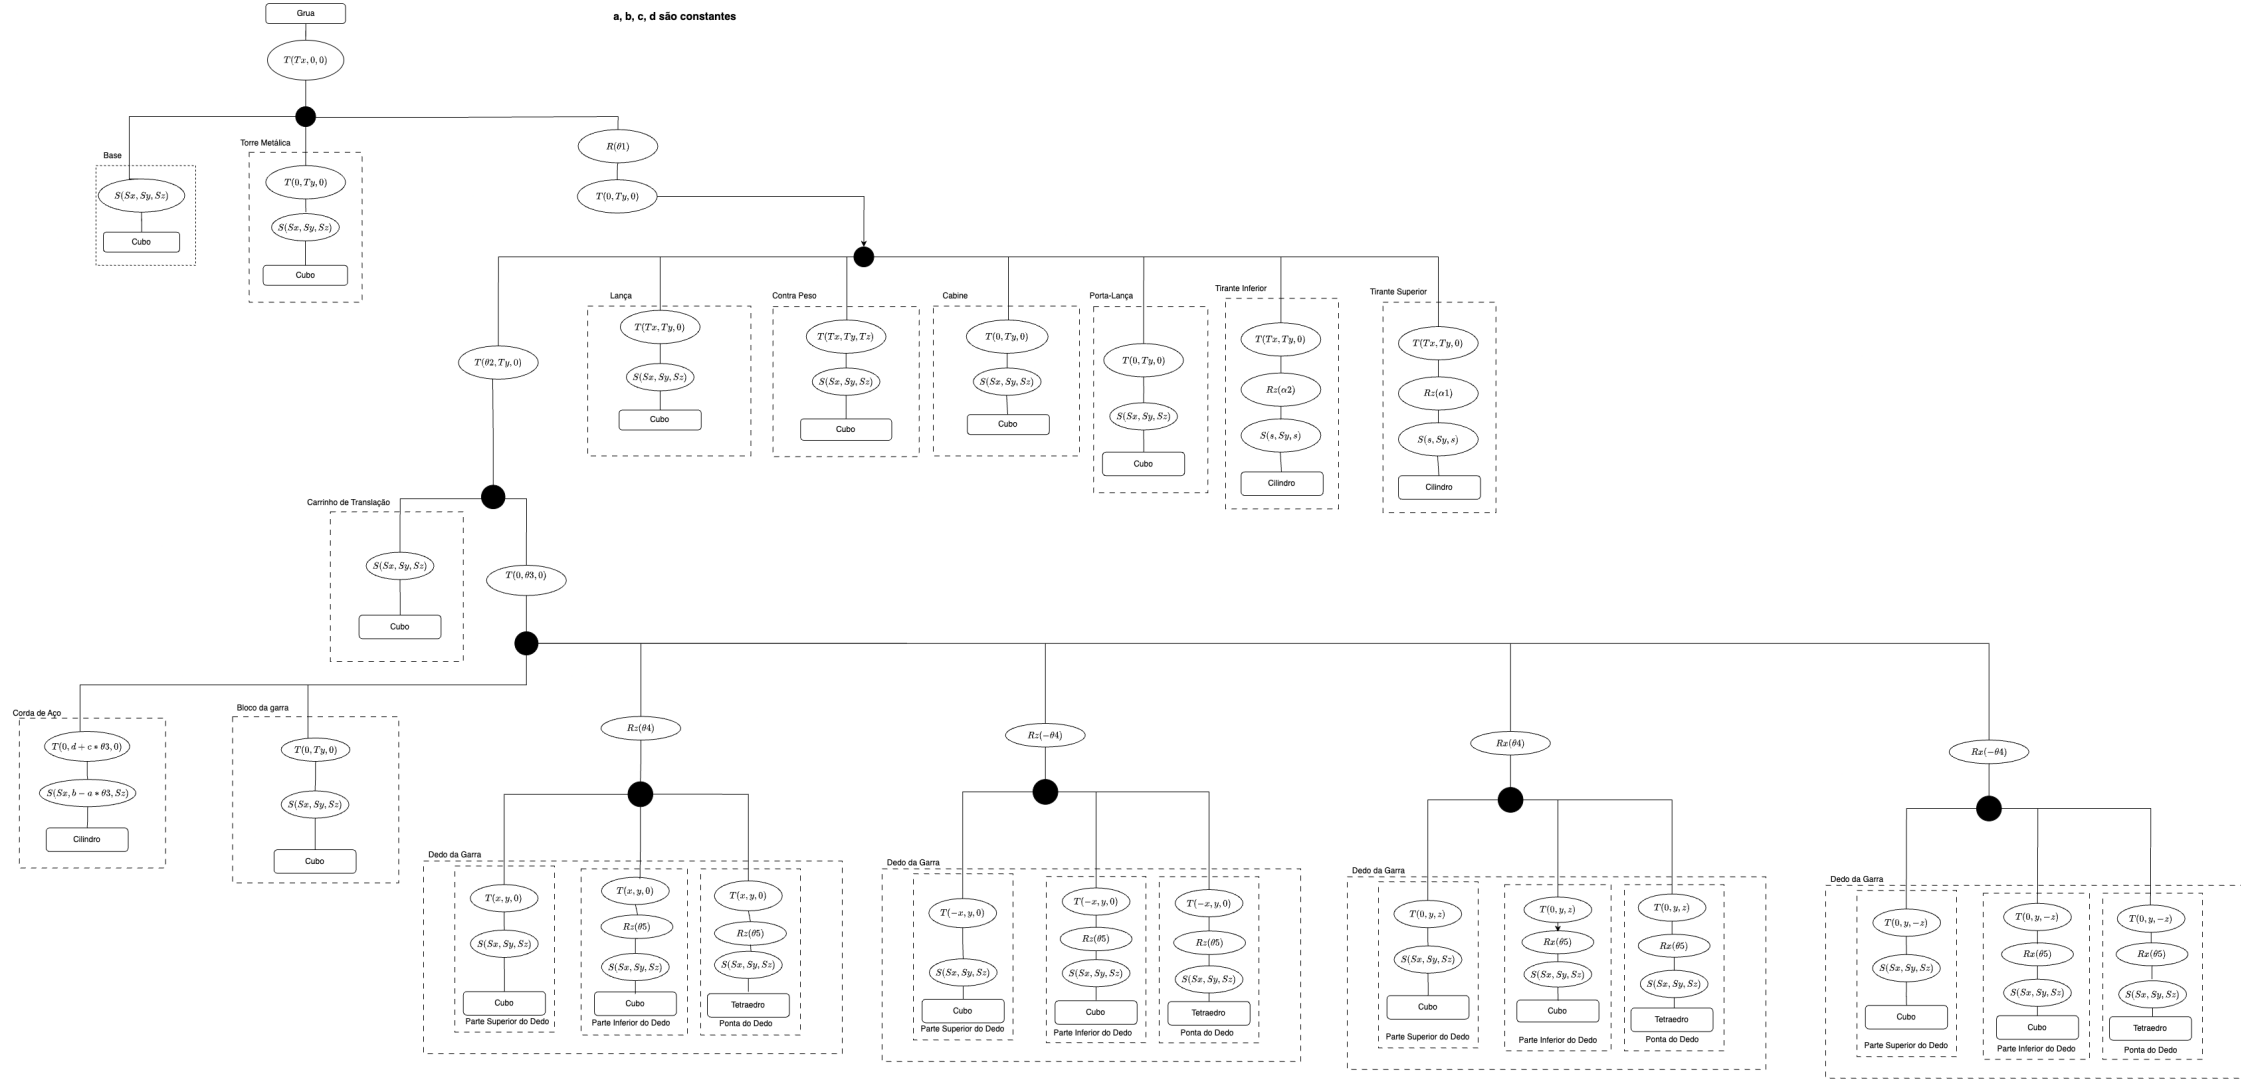 Grua
a, b, c, d são constantes
T(Tx, 0, 0)
Base
S(Sx, Sy, Sz)
Cubo
Torre Metálica
T(0, Ty, 0)
S(Sx, Sy, Sz)
Cubo
R(θ1)
T(0, Ty, 0)
T(θ2, Ty, 0)
Lança
T(Tx, Ty, 0)
S(Sx, Sy, Sz)
Cubo
Contra Peso
T(Tx, Ty, Tz)
S(Sx, Sy, Sz)
Cubo
Cabine
T(0, Ty, 0)
S(Sx, Sy, Sz)
Cubo
Porta-Lança
T(0, Ty, 0)
S(Sx, Sy, Sz)
Cubo
Tirante Inferior
T(Tx, Ty, 0)
Rz(α2)
S(s, Sy, s)
Cilindro
Tirante Superior
T(Tx, Ty, 0)
Rz(α1)
S(s, Sy, s)
Cilindro
Carrinho de Translação
S(Sx, Sy, Sz)
Cubo
T(0, θ3, 0)
Corda de Aço
T(0, d + c * θ3, 0)
S(Sx, b − a * θ3, Sz)
Cilindro
Bloco da garra
T(0, Ty, 0)
S(Sx, Sy, Sz)
Cubo
Rz(θ4)
Dedo da Garra
T(x, y, 0)
S(Sx, Sy, Sz)
Cubo
Parte Superior do Dedo
T(x, y, 0)
Rz(θ5)
S(Sx, Sy, Sz)
Cubo
Parte Inferior do Dedo
T(x, y, 0)
Rz(θ5)
S(Sx, Sy, Sz)
Tetraedro
Ponta do Dedo
Rz(−θ4)
Dedo da Garra
T(−x, y, 0)
S(Sx, Sy, Sz)
Cubo
Parte Superior do Dedo
T(−x, y, 0)
Rz(θ5)
S(Sx, Sy, Sz)
Cubo
Parte Inferior do Dedo
T(−x, y, 0)
Rz(θ5)
S(Sx, Sy, Sz)
Tetraedro
Ponta do Dedo
Rx(θ4)
Dedo da Garra
T(0, y, z)
S(Sx, Sy, Sz)
Cubo
Parte Superior do Dedo
T(0, y, z)
Rx(θ5)
S(Sx, Sy, Sz)
Cubo
Parte Inferior do Dedo
T(0, y, z)
Rx(θ5)
S(Sx, Sy, Sz)
Tetraedro
Ponta do Dedo
Rx(−θ4)
Dedo da Garra
T(0, y, −z)
S(Sx, Sy, Sz)
Cubo
Parte Superior do Dedo
T(0, y, −z)
Rx(θ5)
S(Sx, Sy, Sz)
Cubo
Parte Inferior do Dedo
T(0, y, −z)
Rx(θ5)
S(Sx, Sy, Sz)
Tetraedro
Ponta do Dedo